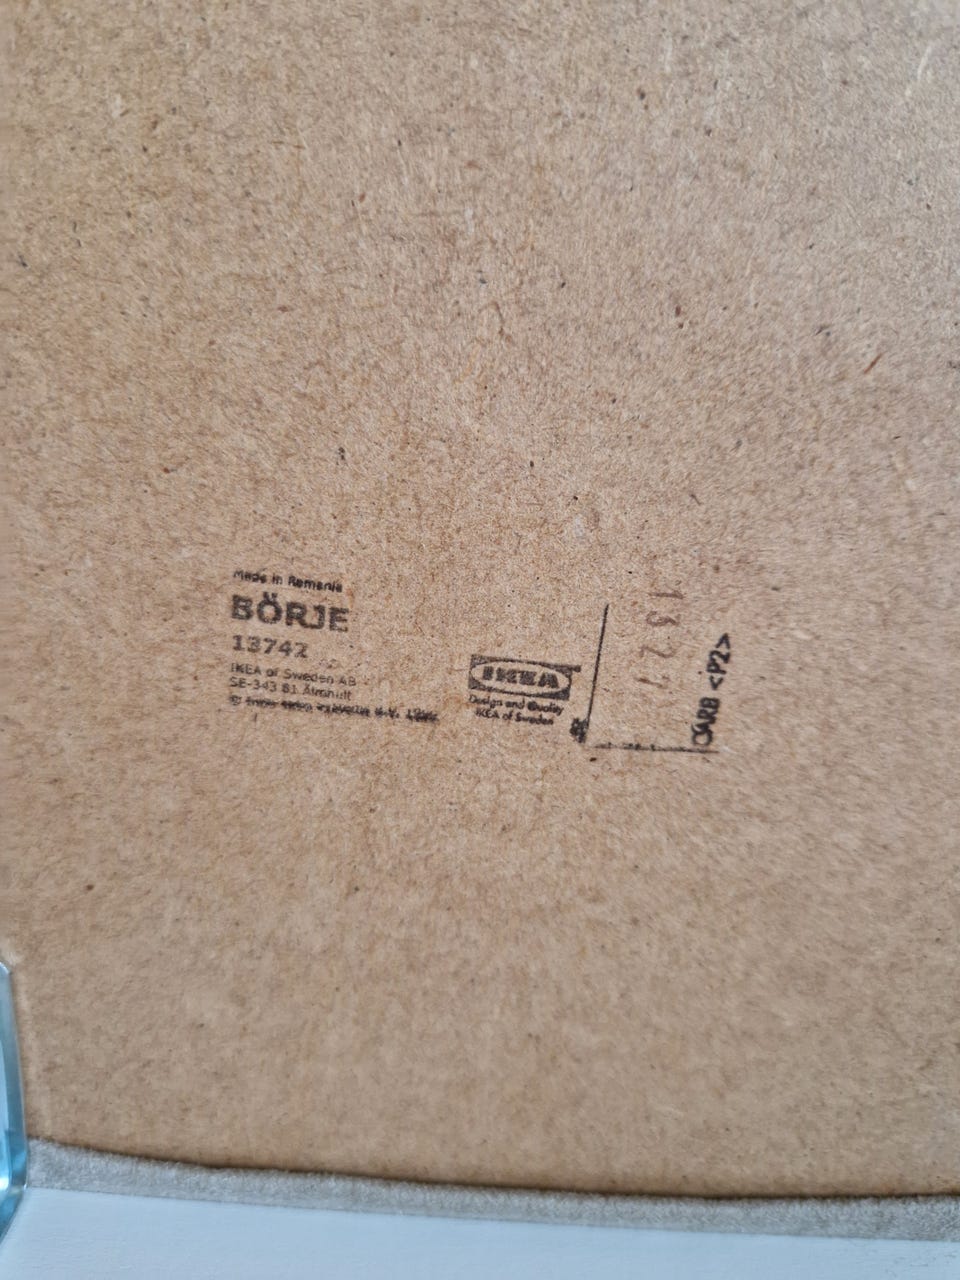 Made in Romania
BÖRJE
13742
IKEA of Sweden AB
SE-343 81 Älmhult
IKEA
Design and Quality
IKEA of Sweden
1327
CARB <P2>